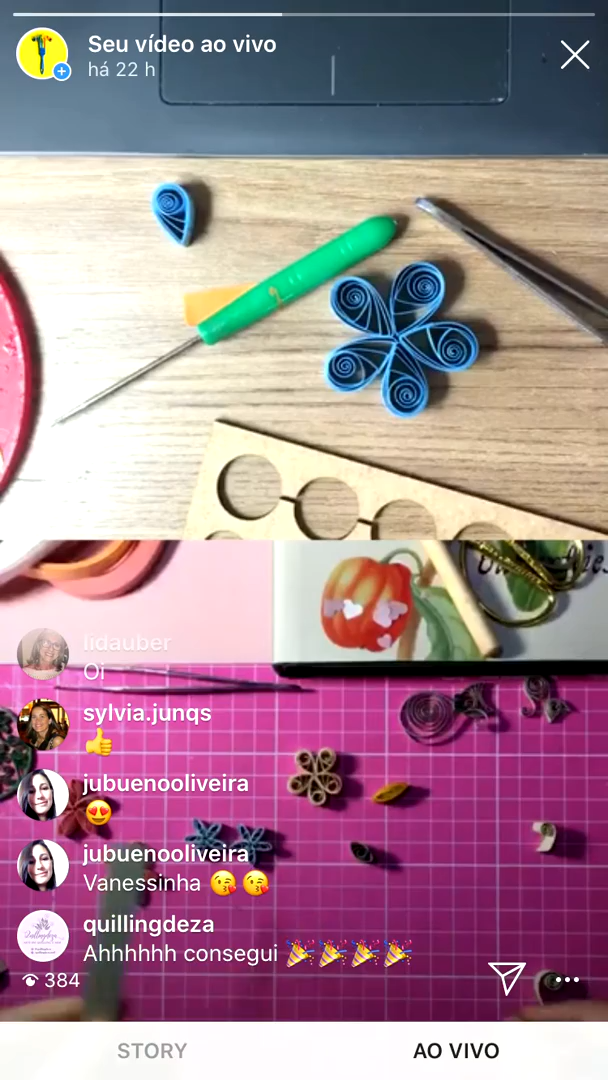 Seu vídeo ao vivo
há 22 h
lidauber
Oi
sylvia.junqs
👍
jubuenooliveira
😍
jubuenooliveira
Vanessinha 😘 😘
quillingdeza
Ahhhhhh consegui 🎉🎉🎉🎉
384
STORY
AO VIVO